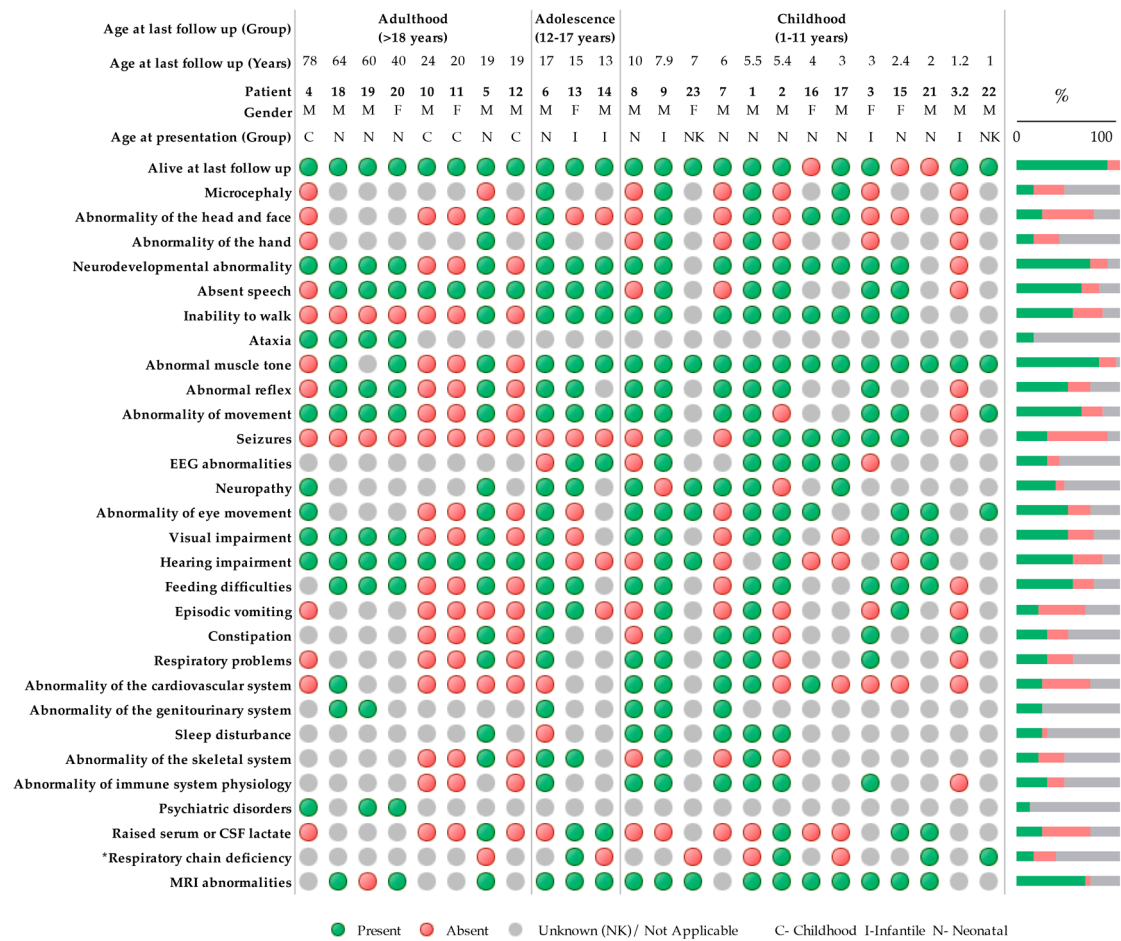 Age at last follow up (Group) Adulthood (>18 years) Adolescence (12-17 years) Childhood (1-11 years)
Age at last follow up (Years) 78 64 60 40 24 20 19 19 17 15 13 10 7.9 7 6 5.5 5.4 4 3 3 2.4 2 1.2 1
Patient 4 18 19 20 10 11 5 12 6 13 14 8 9 23 7 1 2 16 17 3 15 21 3.2 22 %
Gender M M M F M F M M M F M M M F M M M F M F F M M M
Age at presentation (Group) C N N N C C N C N I I N I NK N N N N N I N N I NK 0 100
Alive at last follow up
Microcephaly
Abnormality of the head and face
Abnormality of the hand
Neurodevelopmental abnormality
Absent speech
Inability to walk
Ataxia
Abnormal muscle tone
Abnormal reflex
Abnormality of movement
Seizures
EEG abnormalities
Neuropathy
Abnormality of eye movement
Visual impairment
Hearing impairment
Feeding difficulties
Episodic vomiting
Constipation
Respiratory problems
Abnormality of the cardiovascular system
Abnormality of the genitourinary system
Sleep disturbance
Abnormality of the skeletal system
Abnormality of immune system physiology
Psychiatric disorders
Raised serum or CSF lactate
*Respiratory chain deficiency
MRI abnormalities
Present Absent Unknown (NK)/ Not Applicable C- Childhood I-Infantile N- Neonatal